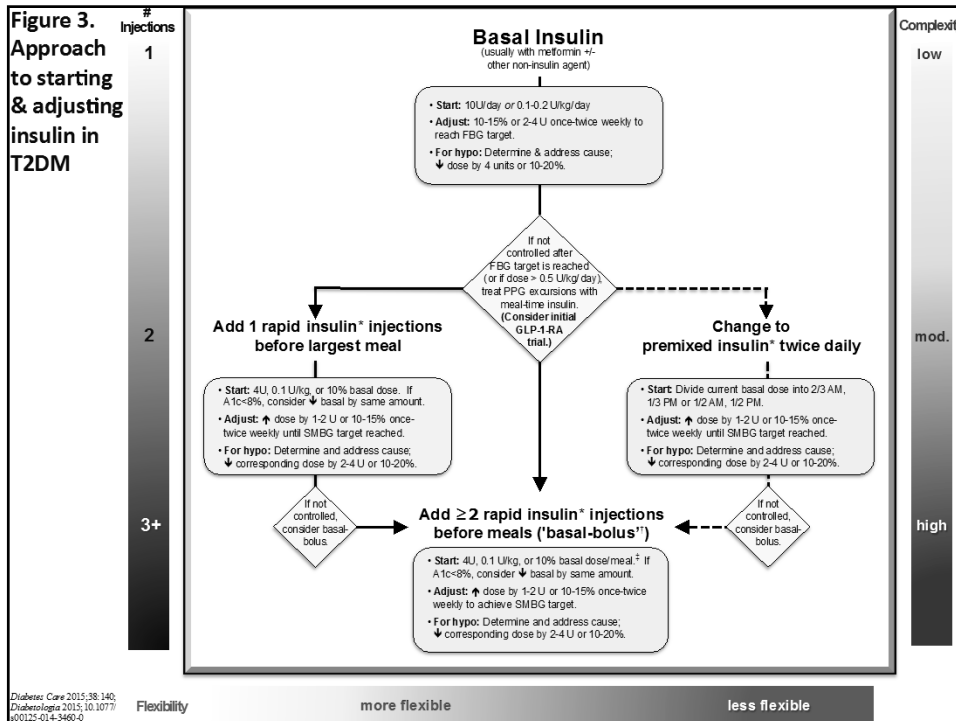 Figure 3.
Approach
to starting
& adjusting
insulin in
T2DM
#
Injections
1
2
3+
Complexit
low
mod.
high
Basal Insulin
(usually with metformin +/-
other non-insulin agent)
• Start: 10U/day or 0.1-0.2 U/kg/day
• Adjust: 10-15% or 2-4 U once-twice weekly to
reach FBG target.
• For hypo: Determine & address cause;
↓ dose by 4 units or 10-20%.
If not
controlled after
FBG target is reached
(or if dose > 0.5 U/kg/day),
treat PPG excursions with
meal-time insulin.
(Consider initial
GLP-1-RA
trial.)
Add 1 rapid insulin* injections
before largest meal
• Start: 4U, 0.1 U/kg, or 10% basal dose. If
A1c<8%, consider ↓ basal by same amount.
• Adjust: ↑ dose by 1-2 U or 10-15% once-
twice weekly until SMBG target reached.
• For hypo: Determine and address cause;
↓ corresponding dose by 2-4 U or 10-20%.
Change to
premixed insulin* twice daily
• Start: Divide current basal dose into 2/3 AM,
1/3 PM or 1/2 AM, 1/2 PM.
• Adjust: ↑ dose by 1-2 U or 10-15% once-
twice weekly until SMBG target reached.
• For hypo: Determine and address cause;
↓ corresponding dose by 2-4 U or 10-20%.
If not
controlled,
consider basal-
bolus.
If not
controlled,
consider basal-
bolus.
Add ≥2 rapid insulin* injections
before meals ('basal-bolus'†)
• Start: 4U, 0.1 U/kg, or 10% basal dose/meal.‡ If
A1c<8%, consider ↓ basal by same amount.
• Adjust: ↑ dose by 1-2 U or 10-15% once-twice
weekly to achieve SMBG target.
• For hypo: Determine and address cause;
↓ corresponding dose by 2-4 U or 10-20%.
Diabetes Care 2015;38:140;
Diabetologia 2015;10.1077/
s00125-014-3460-0
Flexibility
more flexible
less flexible